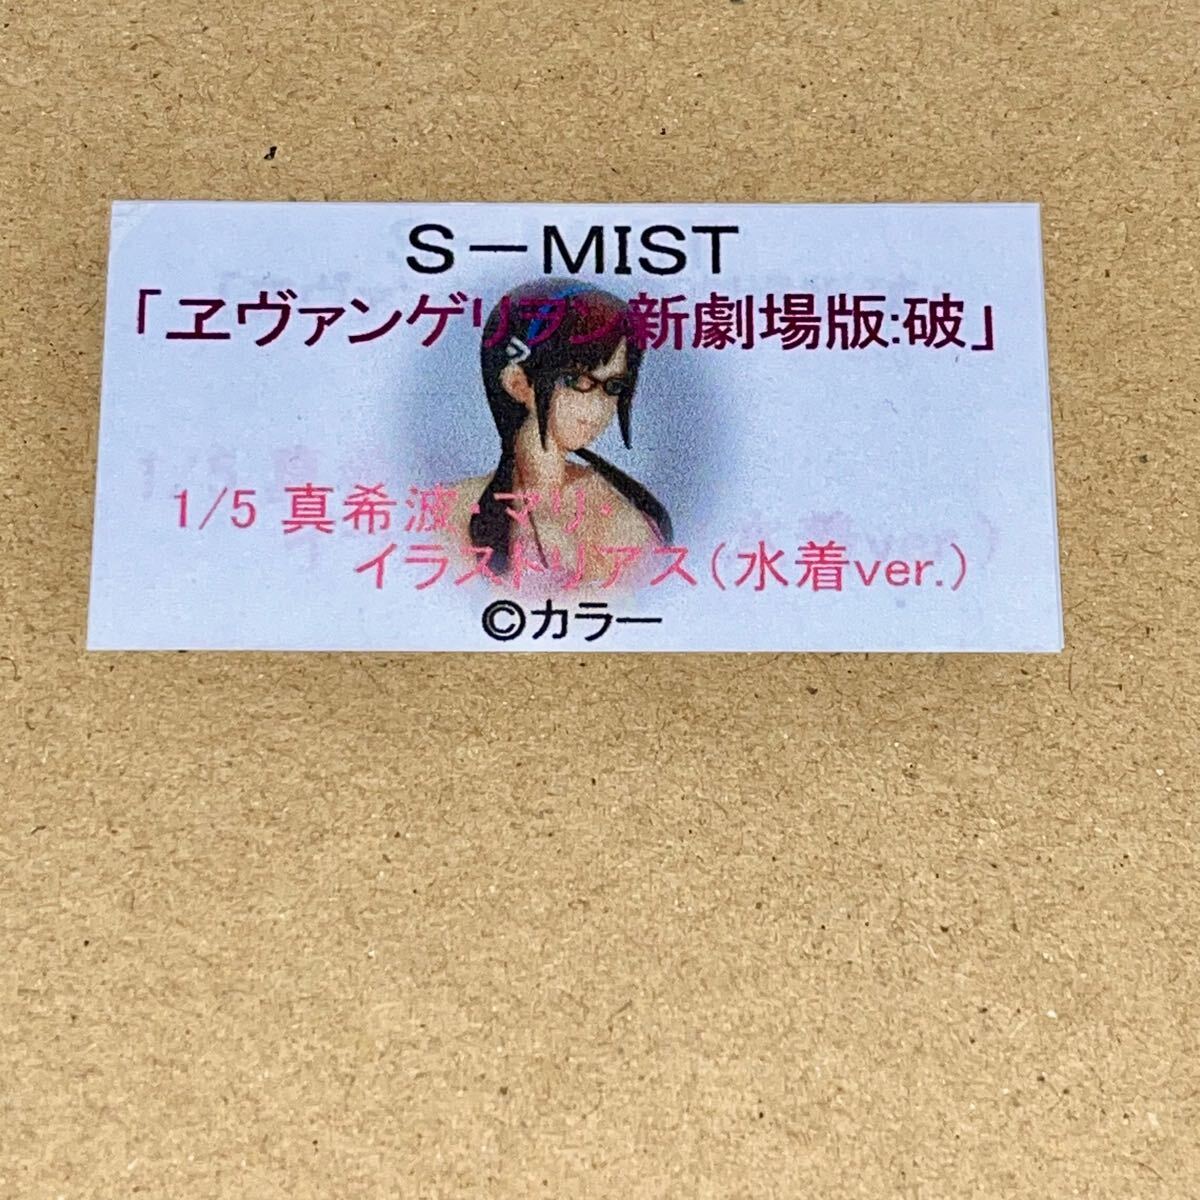 S－MIST
「ヱヴァンゲリヲン新劇場版:破」
1/5 真希波・マリ・
イラストリアス(水着ver.)
©カラー